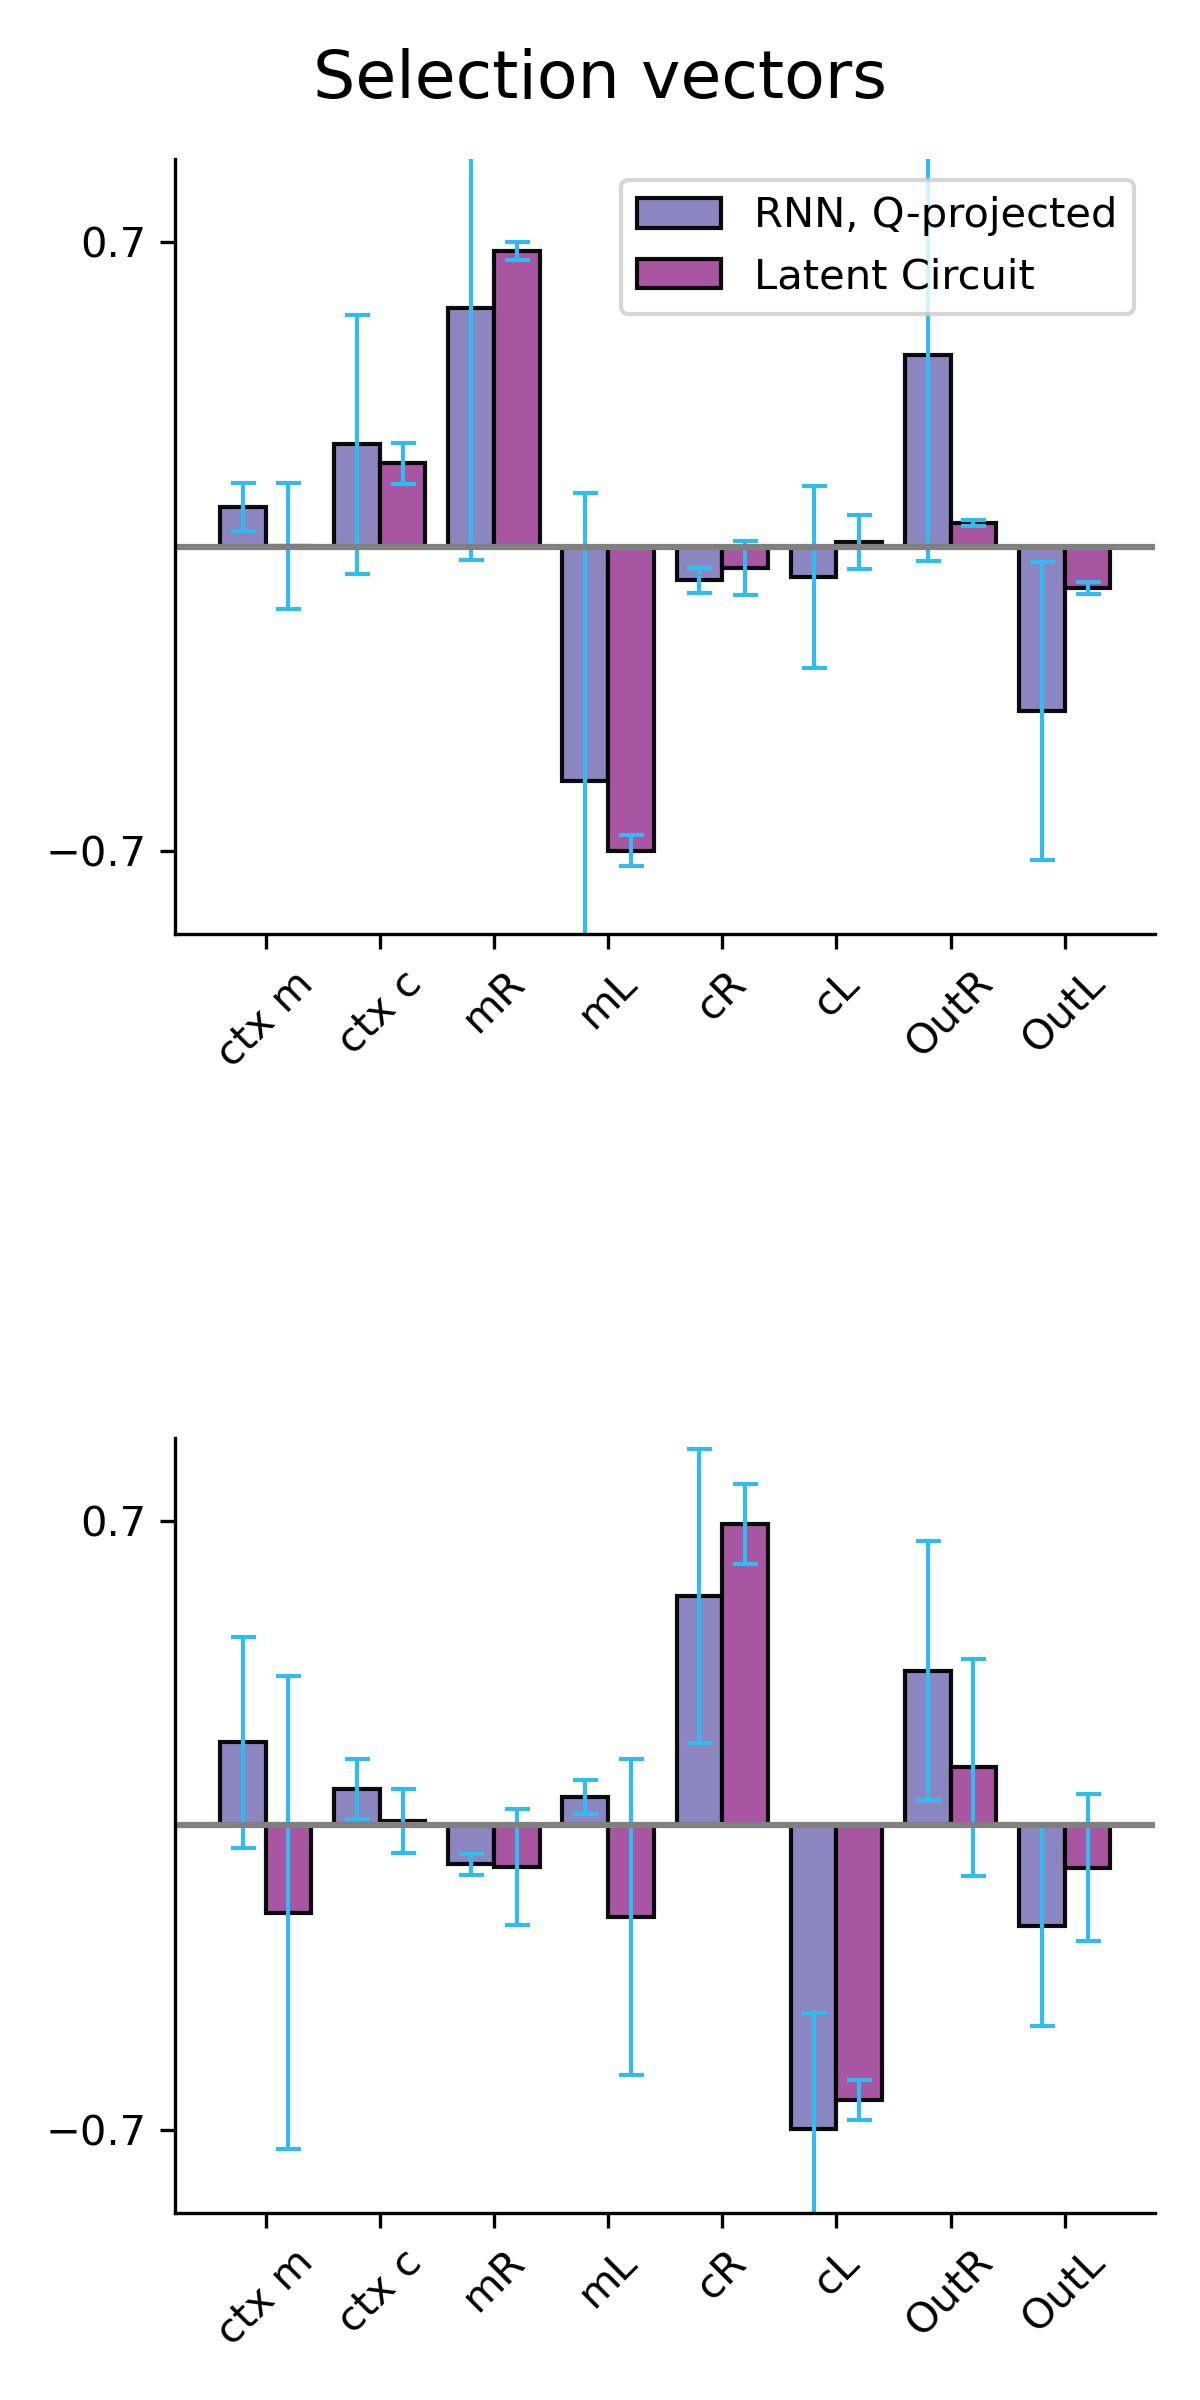 Selection vectors
0.7
−0.7
RNN, Q-projected
Latent Circuit
ctx m
ctx c
mR
mL
cR
cL
OutR
OutL
0.7
−0.7
ctx m
ctx c
mR
mL
cR
cL
OutR
OutL